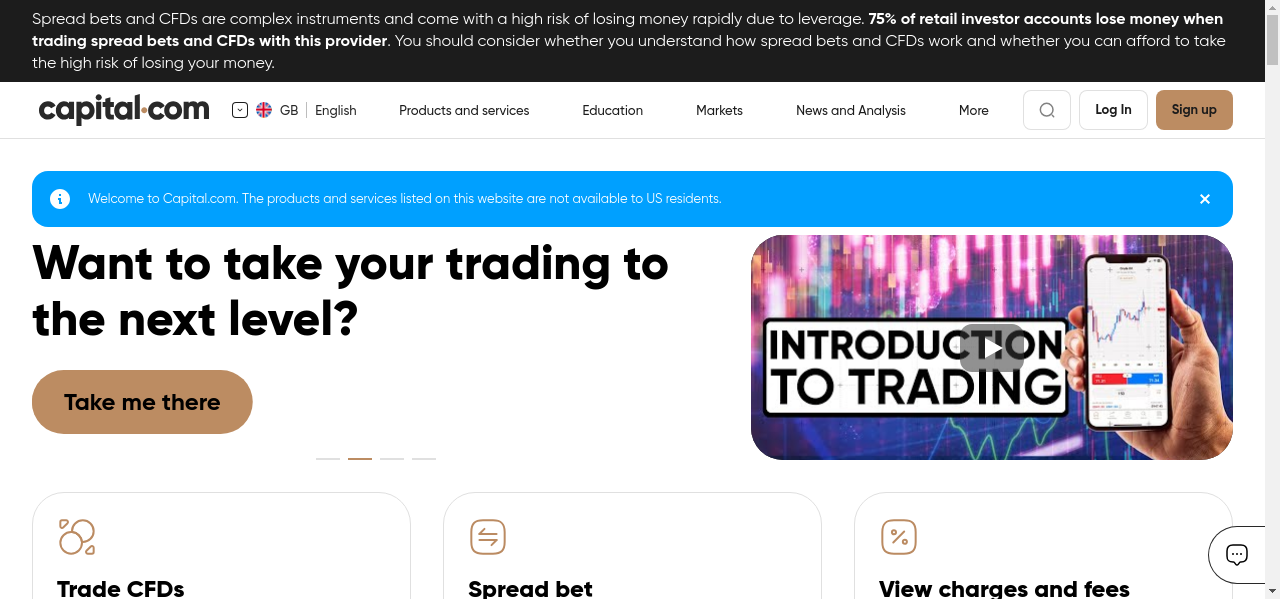 Spread bets and CFDs are complex instruments and come with a high risk of losing money rapidly due to leverage. 75% of retail investor accounts lose money when
trading spread bets and CFDs with this provider. You should consider whether you understand how spread bets and CFDs work and whether you can afford to take
the high risk of losing your money.
capital.com
GB
English
Products and services
Education
Markets
News and Analysis
More
Log In
Sign up
Welcome to Capital.com. The products and services listed on this website are not available to US residents.
Want to take your trading to
the next level?
Take me there
INTRODUCTION
TO TRADING
Trade CFDs
Spread bet
View charges and fees